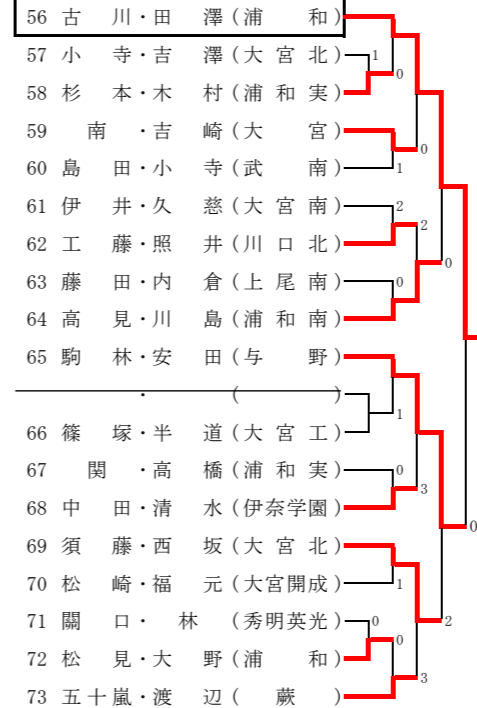 56 古 川・田 澤 (浦 和)
57 小 寺・吉 澤 (大 宮 北) 1
0
58 杉 本・木 村 (浦 和 実)
59 南 ・吉 崎 (大 宮) 0
60 島 田・小 寺 (武 南) 1
61 伊 井・久 慈 (大 宮 南) 2
2
62 工 藤・照 井 (川 口 北) 0
63 藤 田・内 倉 (上 尾 南) 0
64 高 見・川 島 (浦 和 南)
65 駒 林・安 田 (与 野)
・ ( )
1
66 篠 塚・半 道 (大 宮 工)
67 関 ・高 橋 (浦 和 実) 0
3
68 中 田・清 水 (伊奈学園)
0
69 須 藤・西 坂 (大 宮 北)
70 松 崎・福 元 (大宮開成) 1
71 關 口・ 林 (秀明英光) 0 2
0
72 松 見・大 野 (浦 和)
3
73 五十嵐・渡 辺 ( 蕨 )